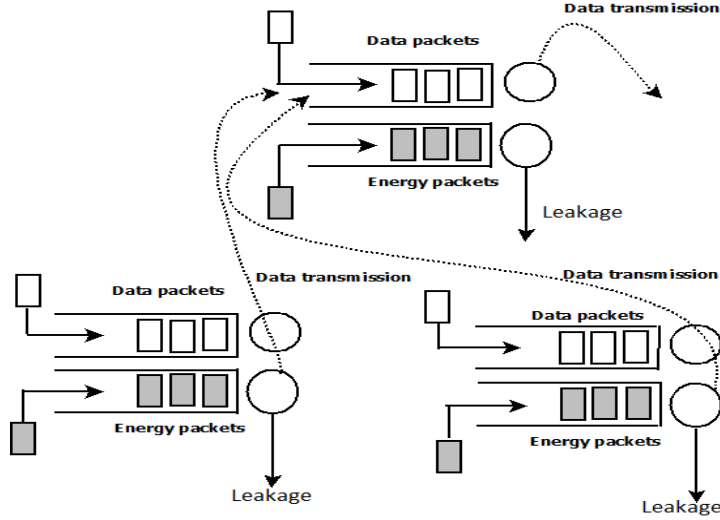 Data transmission
Data packets
Energy packets
Leakage
Data transmission
Data transmission
Data packets
Data packets
Energy packets
Energy packets
Leakage
Leakage